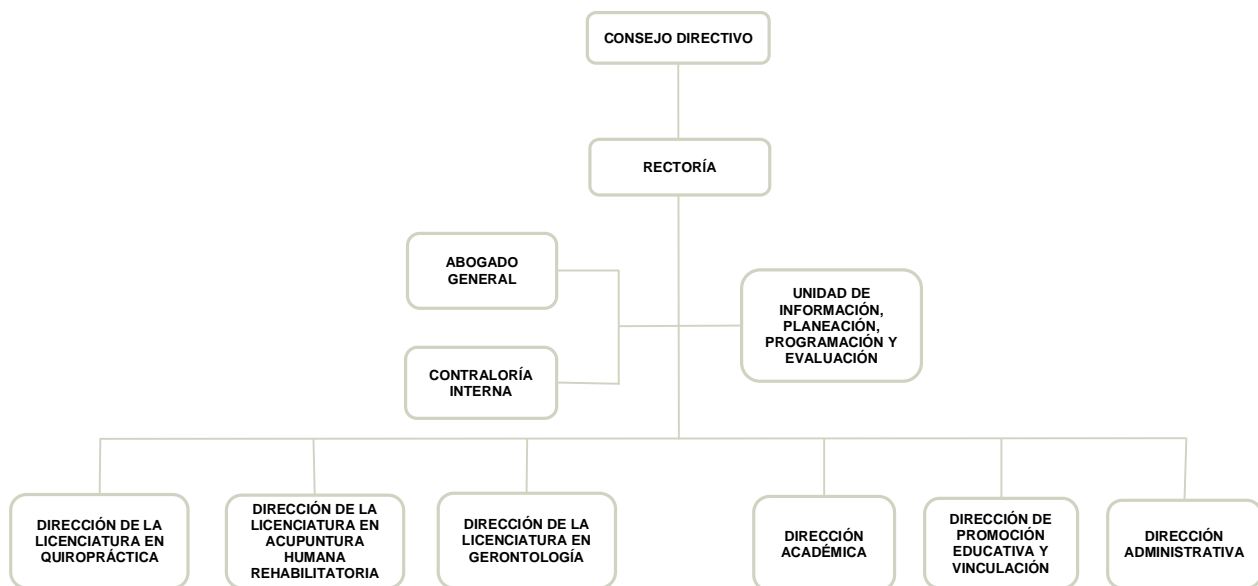 CONSEJO DIRECTIVO
RECTORÍA
ABOGADO
GENERAL
UNIDAD DE
INFORMACIÓN,
PLANEACIÓN,
PROGRAMACIÓN Y
EVALUACIÓN
CONTRALORÍA
INTERNA
DIRECCIÓN DE LA
LICENCIATURA EN
QUIROPRÁCTICA
DIRECCIÓN DE LA
LICENCIATURA EN
ACUPUNTURA
HUMANA
REHABILITATORIA
DIRECCIÓN DE LA
LICENCIATURA EN
GERONTOLOGÍA
DIRECCIÓN
ACADÉMICA
DIRECCIÓN DE
PROMOCIÓN
EDUCATIVA Y
VINCULACIÓN
DIRECCIÓN
ADMINISTRATIVA